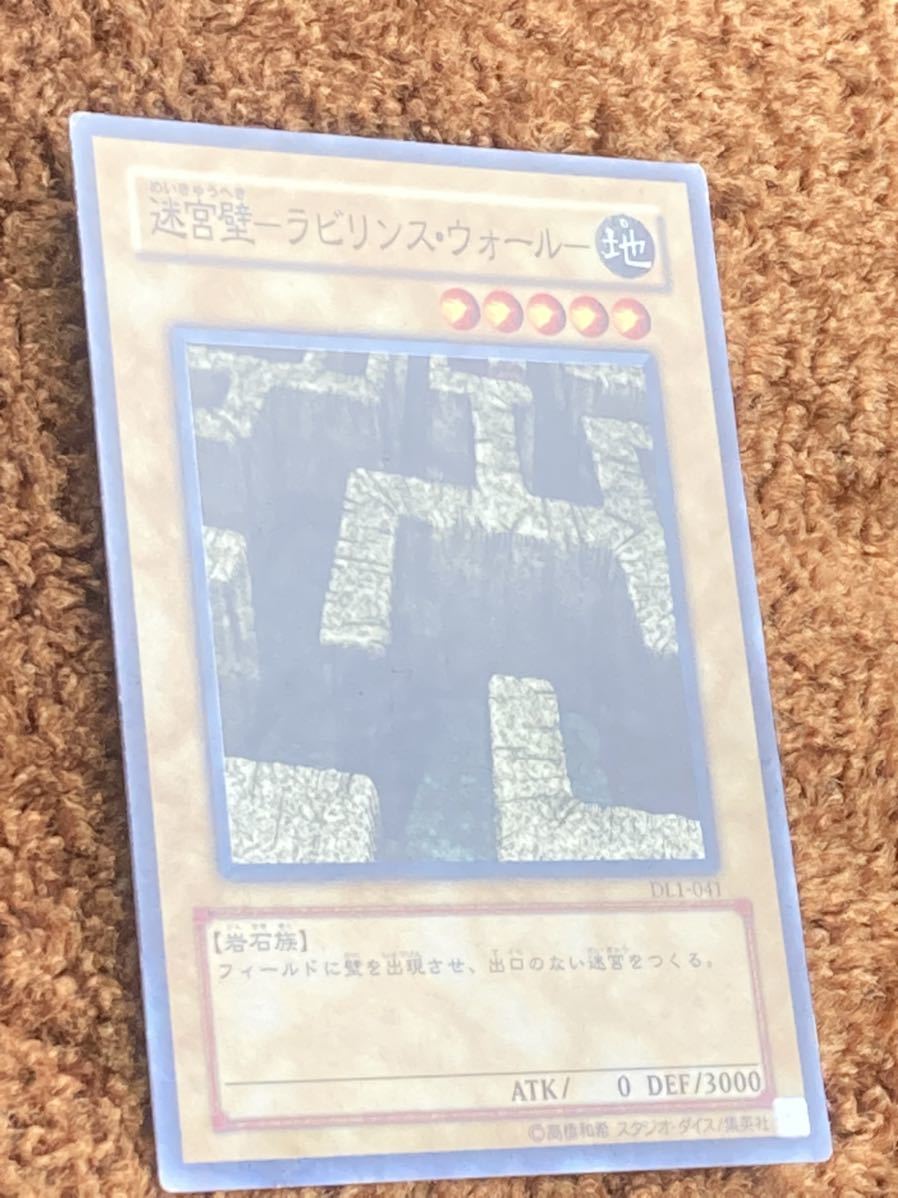 めいきゅうへき
迷宮壁－ラビリンス・ウォール－
地
DL1-041
【岩石族】
フィールドに壁を出現させ、出口のない迷宮をつくる。
ATK/ 0 DEF/3000
©高橋和希 スタジオ・ダイス/集英社